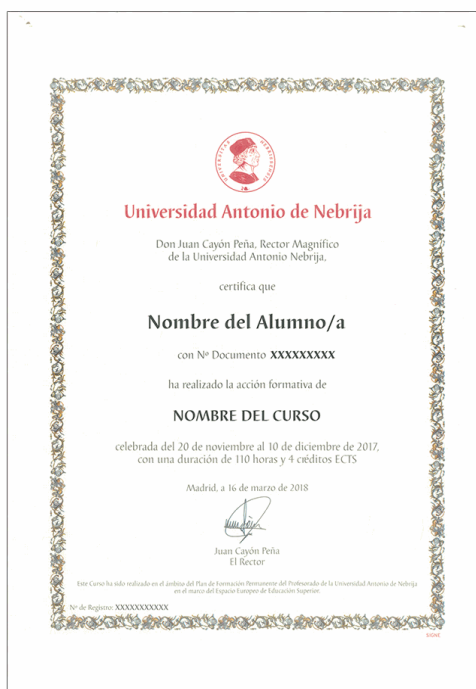 Universidad Antonio de Nebrija
Don Juan Cayón Peña, Rector Magnífico
de la Universidad Antonio Nebrija,
certifica que
Nombre del Alumno/a
con Nº Documento XXXXXXXXX
ha realizado la acción formativa de
NOMBRE DEL CURSO
celebrada del 20 de noviembre al 10 de diciembre de 2017,
con una duración de 110 horas y 4 créditos ECTS
Madrid, a 16 de marzo de 2018
Juan Cayón Peña
El Rector
Este Curso ha sido realizado en el ámbito del Plan de Formación Permanente del Profesorado de la Universidad Antonio de Nebrija
en el marco del Espacio Europeo de Educación Superior.
Nº de Registro: XXXXXXXXXXX
SIGNE